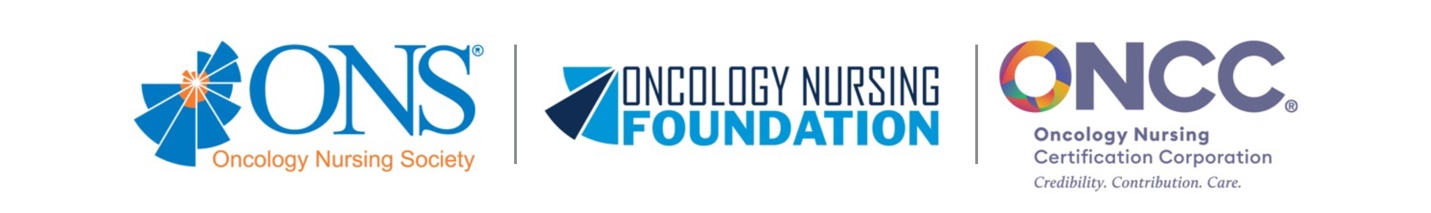 ONS®
Oncology Nursing Society
ONCOLOGY NURSING
FOUNDATION
ONCC®
Oncology Nursing
Certification Corporation
Credibility. Contribution. Care.